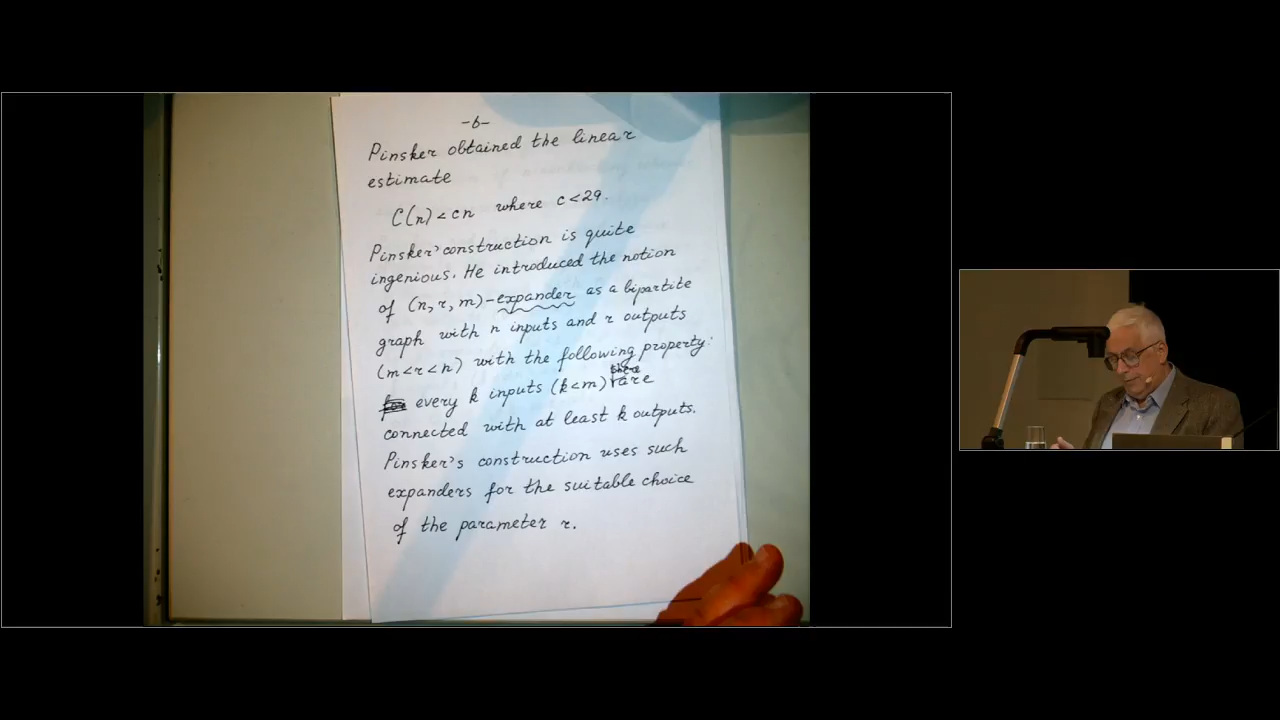 -6-
Pinsker obtained the linear
estimate
C(n) < cn where c < 29.
Pinsker' construction is quite
ingenious. He introduced the notion
of (n, r, m) - expander as a bipartite
graph with n inputs and r outputs
(m < r < n) with the following property:
every k inputs (k < m) are
connected with at least k outputs.
Pinsker's construction uses such
expanders for the suitable choice
of the parameter r.